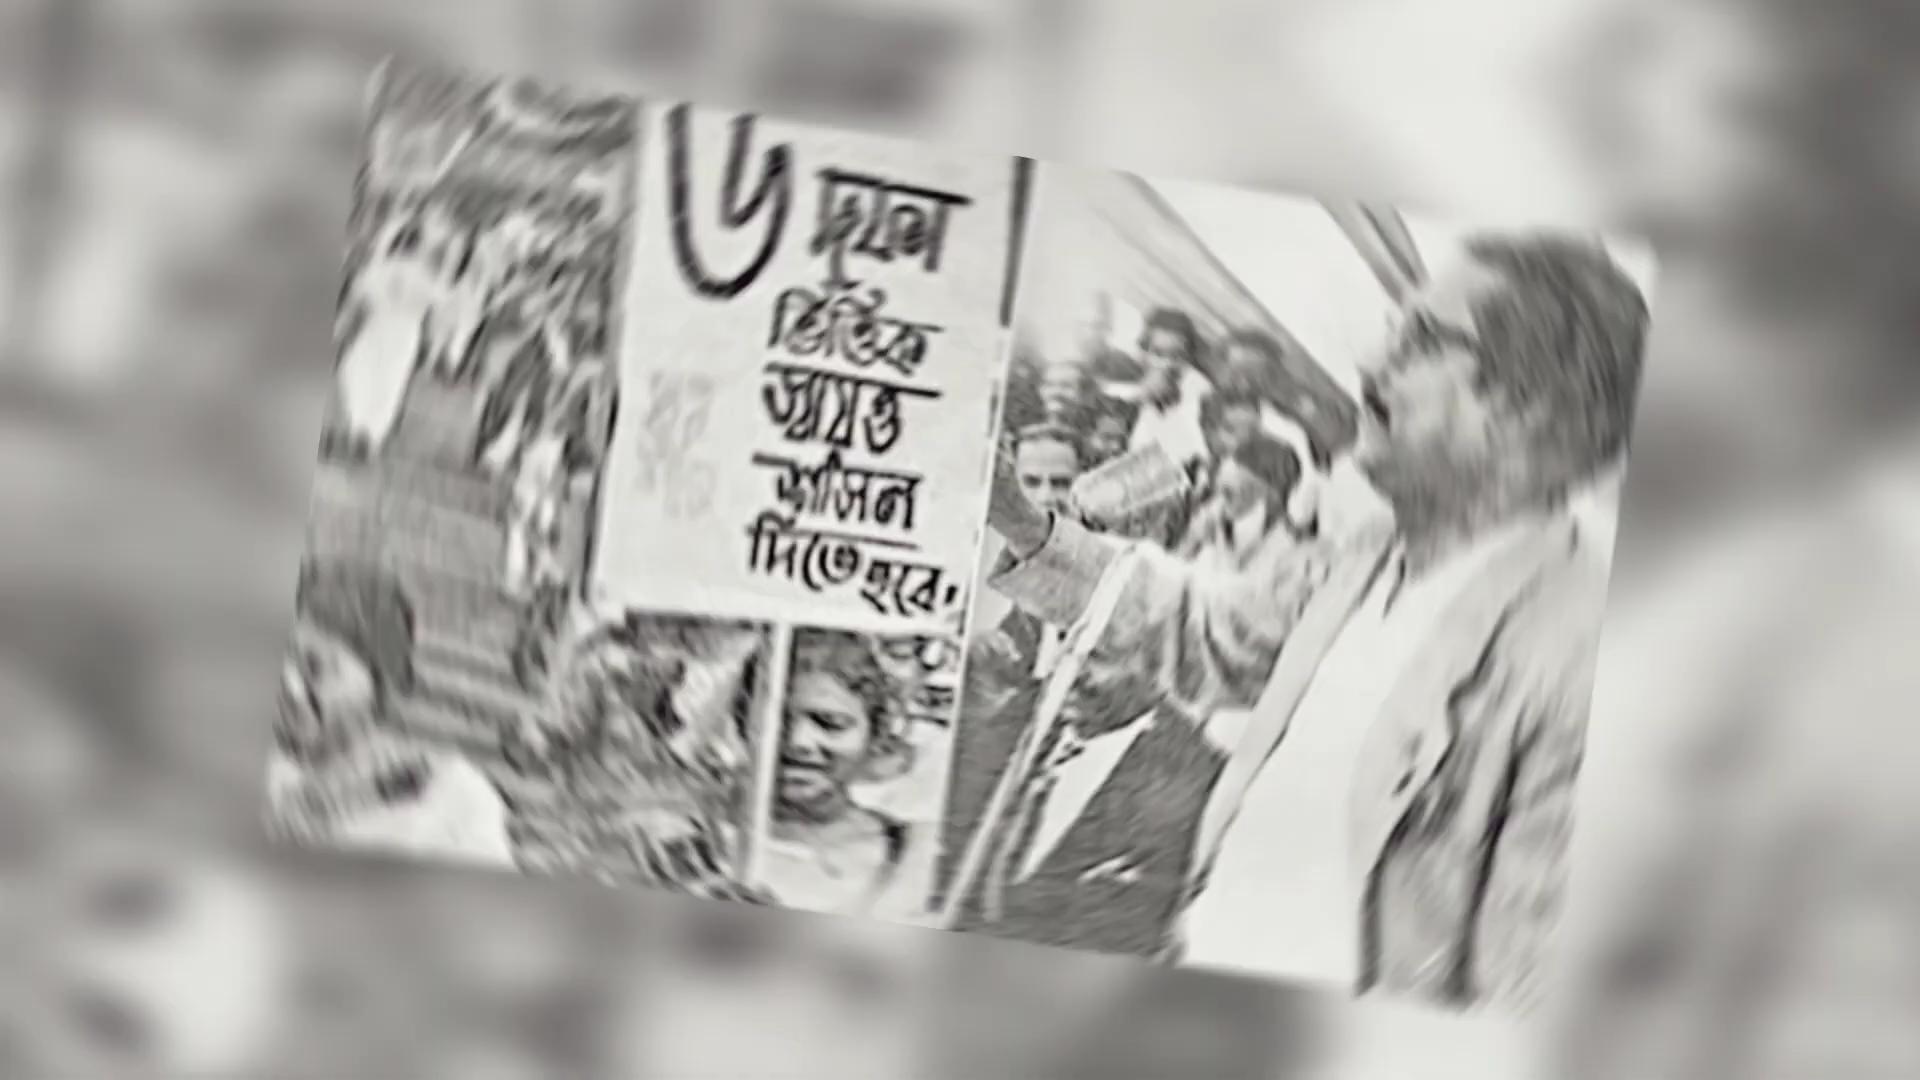 ৬ দফা
ভিত্তিক
স্বায়ত্ত
শাসন
দিতে হবে।